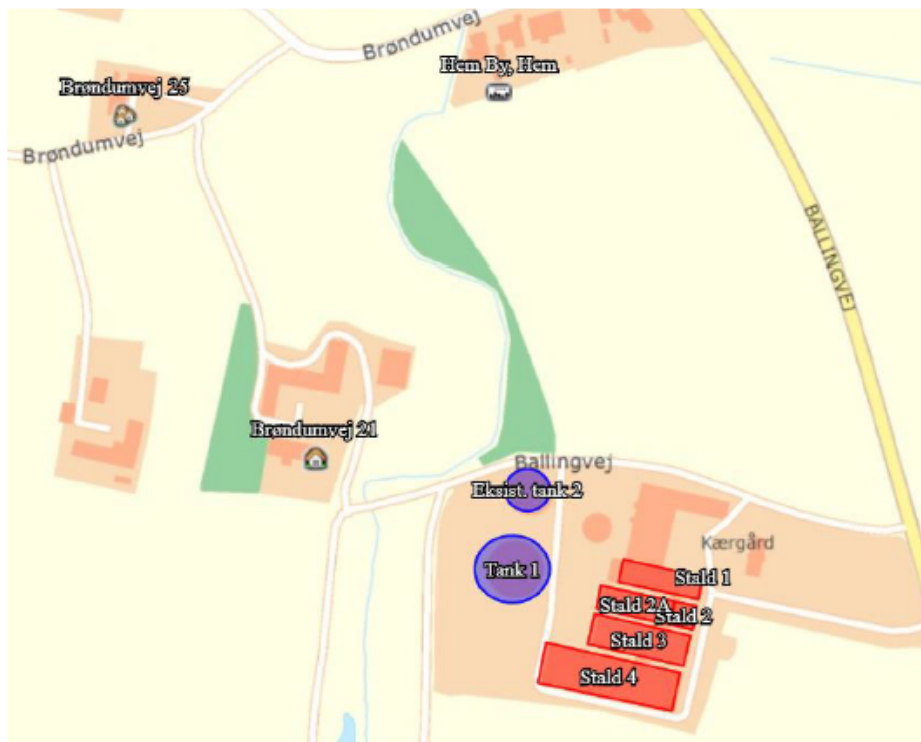 Brøndumvej
Hem By, Hem
Brøndumvej 25
Brøndumvej
BALLINGVEJ
Brøndumvej 21
Ballingvej
Eksist. tank 2
Kærgård
Tank 1
Stald 1
Stald 2A
Stald 2
Stald 3
Stald 4